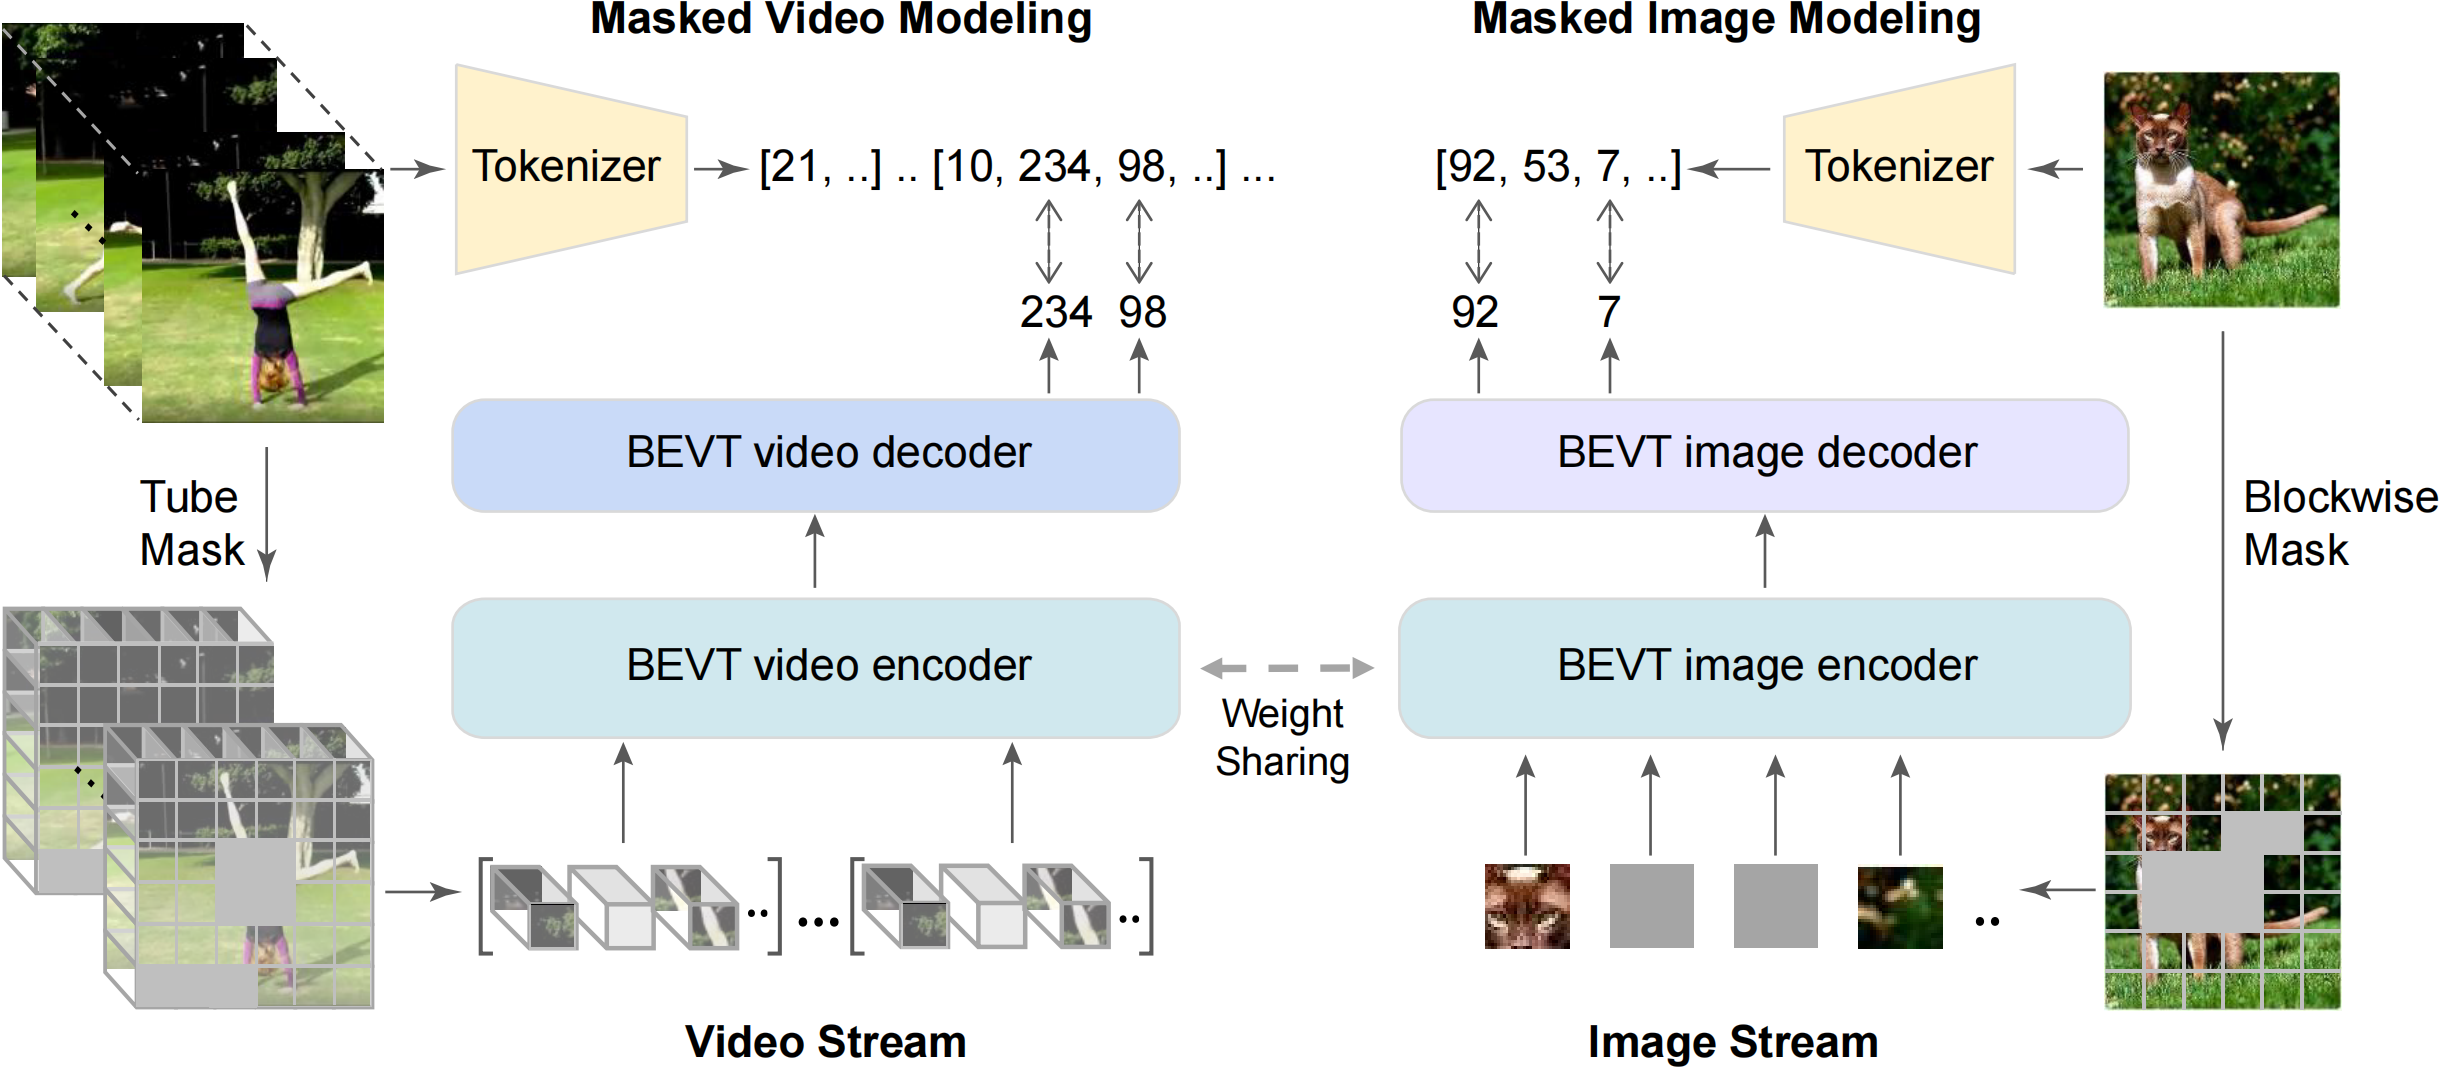 Masked Video Modeling
Masked Image Modeling
Tokenizer
[21, ..] .. [10, 234, 98, ..] ...
[92, 53, 7, ..]
Tokenizer
234 98
92 7
BEVT video decoder
BEVT image decoder
Tube
Mask
Blockwise
Mask
BEVT video encoder
BEVT image encoder
Weight
Sharing
[ .. ] ... [ .. ]
..
Video Stream
Image Stream